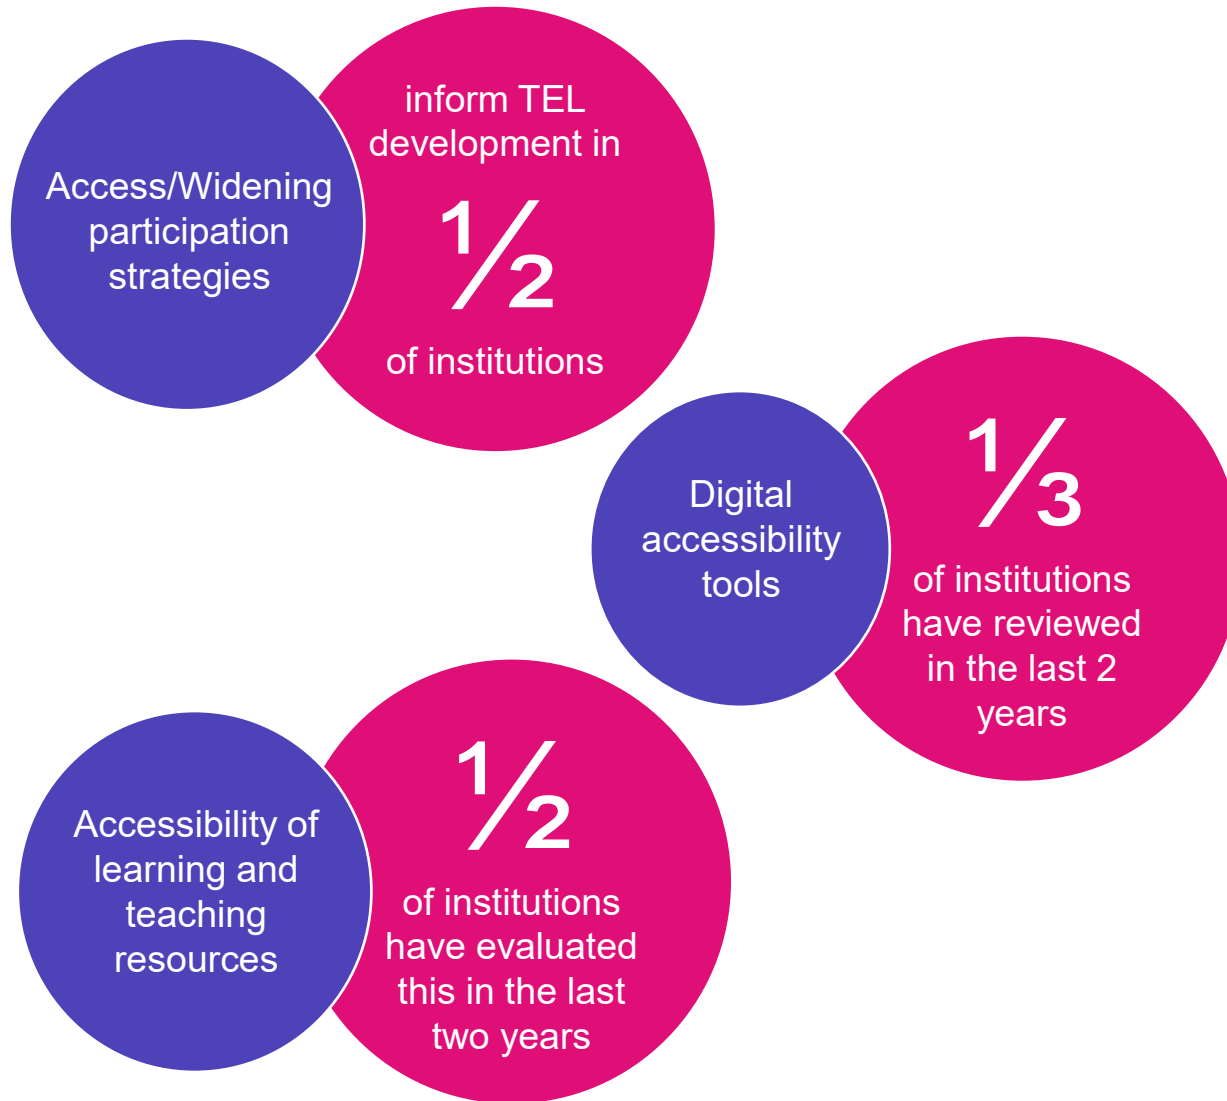 Access/Widening
participation
strategies
inform TEL
development in
½
of institutions
Digital
accessibility
tools
⅓
of institutions
have reviewed
in the last 2
years
Accessibility of
learning and
teaching
resources
½
of institutions
have evaluated
this in the last
two years